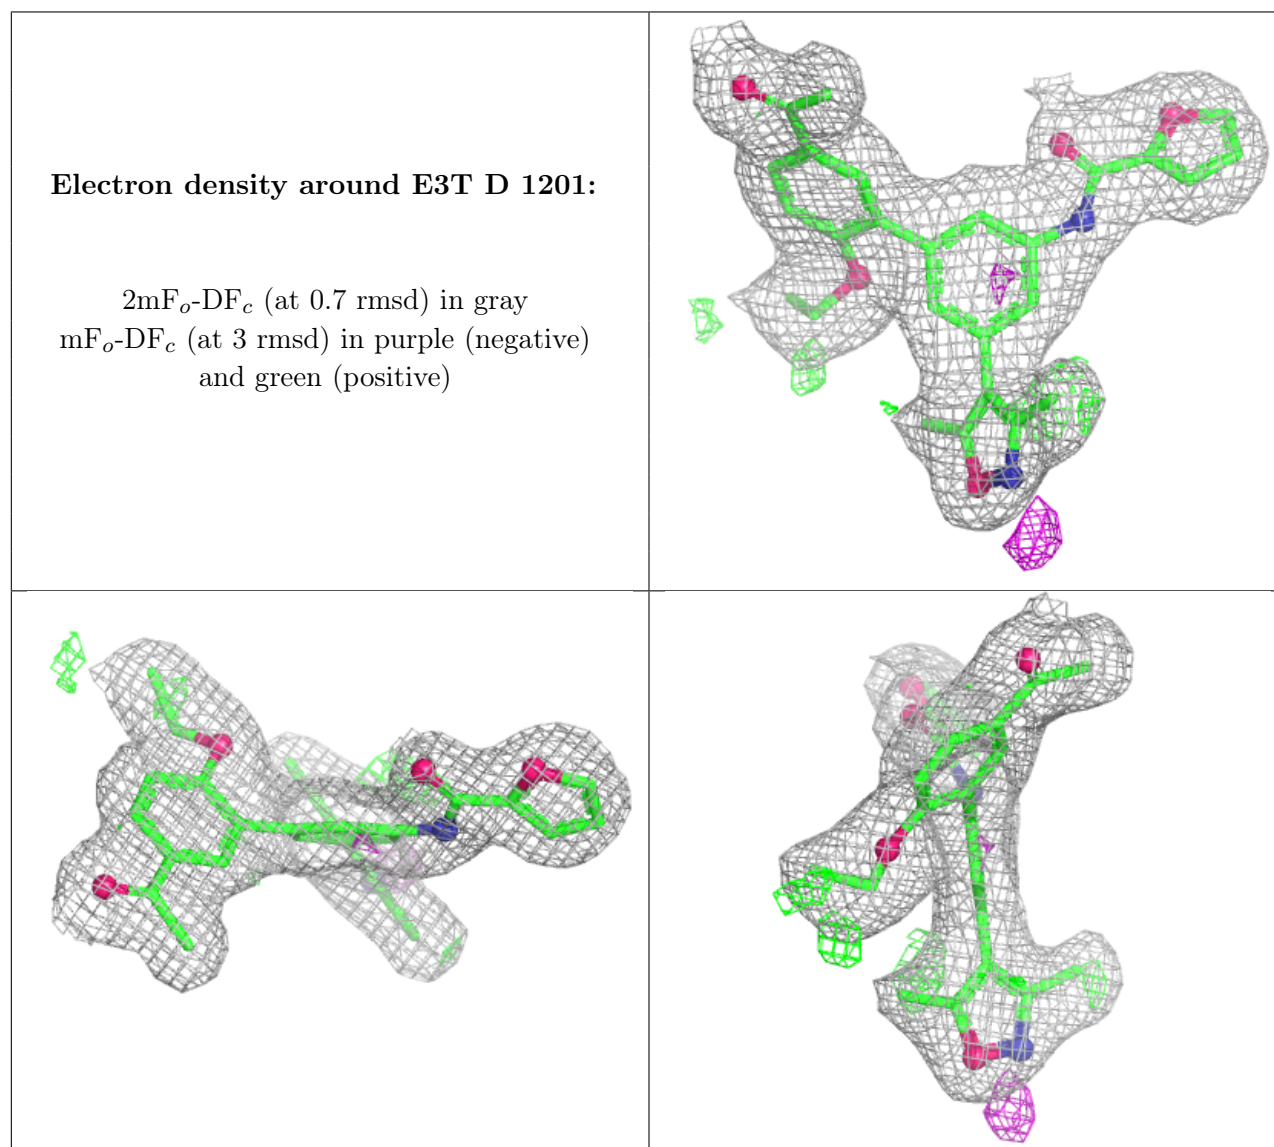 Electron density around E3T D 1201:
2mFo-DFc (at 0.7 rmsd) in gray
mFo-DFc (at 3 rmsd) in purple (negative)
and green (positive)